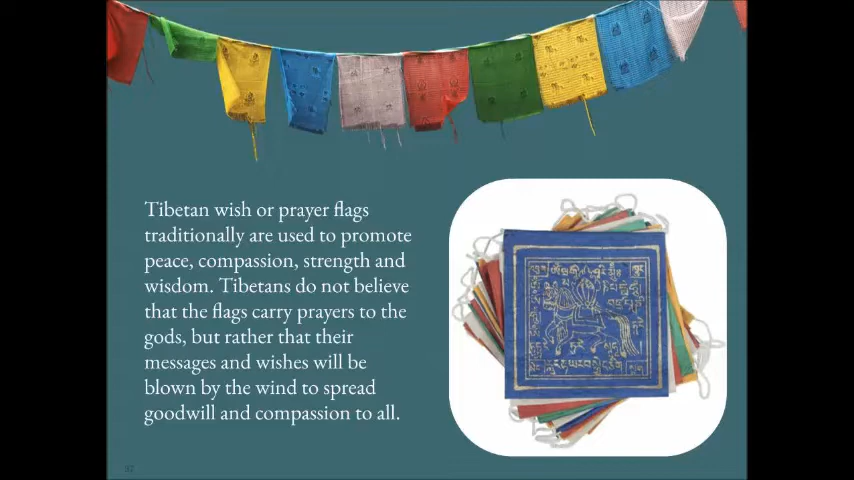 Tibetan wish or prayer flags
traditionally are used to promote
peace, compassion, strength and
wisdom. Tibetans do not believe
that the flags carry prayers to the
gods, but rather that their
messages and wishes will be
blown by the wind to spread
goodwill and compassion to all.